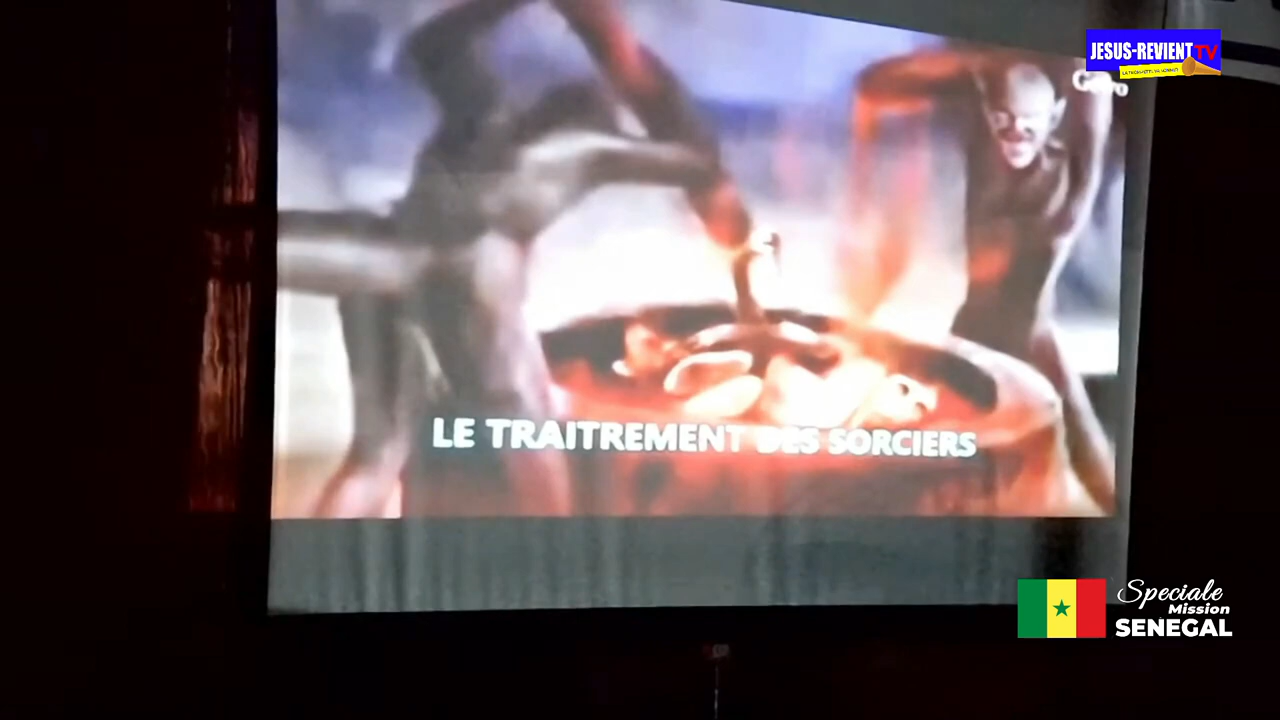 JESUS-REVIENT TV
LE TRAITREMENT DES SORCIERS
Speciale
Mission
SENEGAL